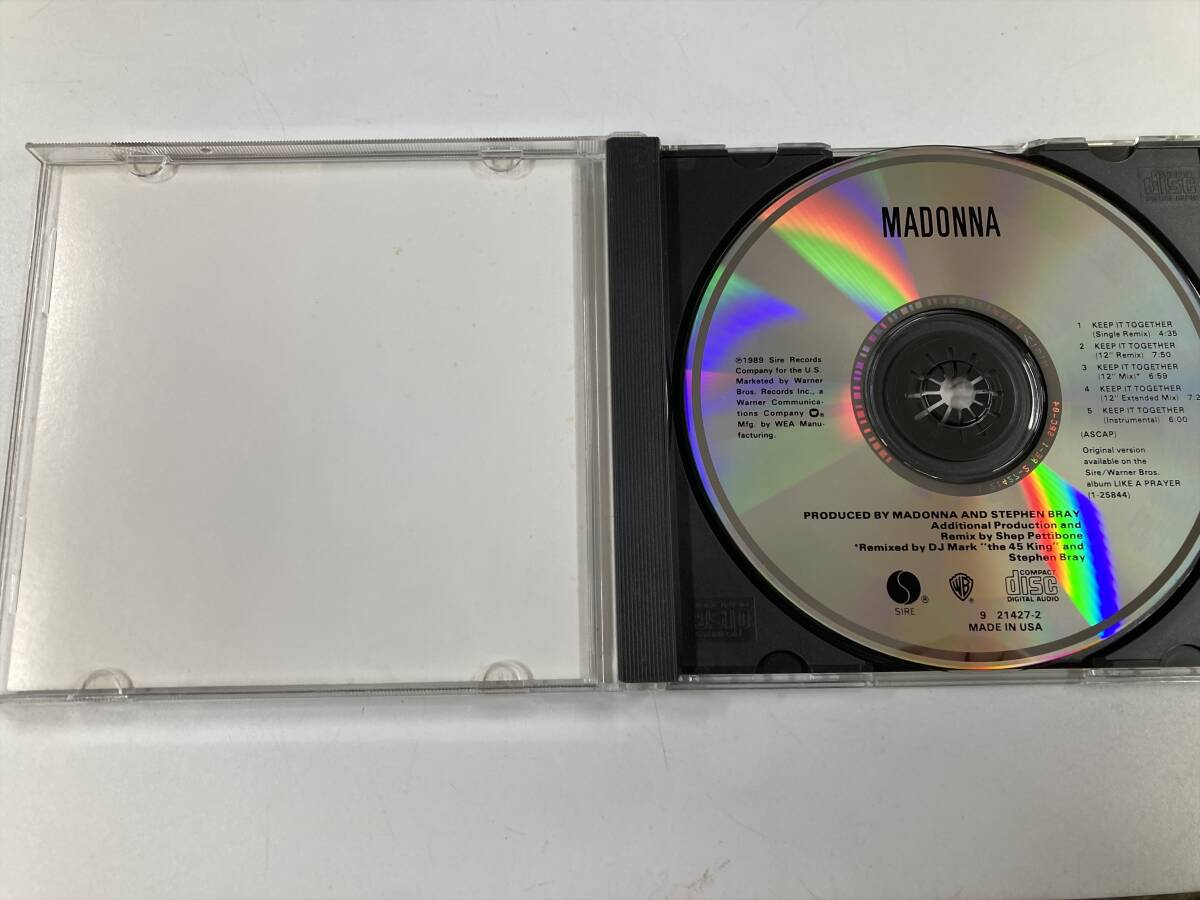 MADONNA
℗1989 Sire Records
Company for the U.S.
Marketed by Warner
Bros. Records Inc., a
Warner Communica-
tions Company ®
Mfg. by WEA Manu-
facturing.
1 KEEP IT TOGETHER
(Single Remix) 4:35
2 KEEP IT TOGETHER
(12" Remix) 7:50
3 KEEP IT TOGETHER
(12" Mix)* 6:59
4 KEEP IT TOGETHER
(12" Extended Mix)
5 KEEP IT TOGETHER
(Instrumental) 6:00
(ASCAP)
Original version
available on the
Sire/Warner Bros.
album LIKE A PRAYER
(1-25844)
PRODUCED BY MADONNA AND STEPHEN BRAY
Additional Production and
Remix by Shep Pettibone
*Remixed by DJ Mark "the 45 King" and
Stephen Bray
S ® WB ® COMPACT
disc
DIGITAL AUDIO
SIRE
9 21427-2
MADE IN USA